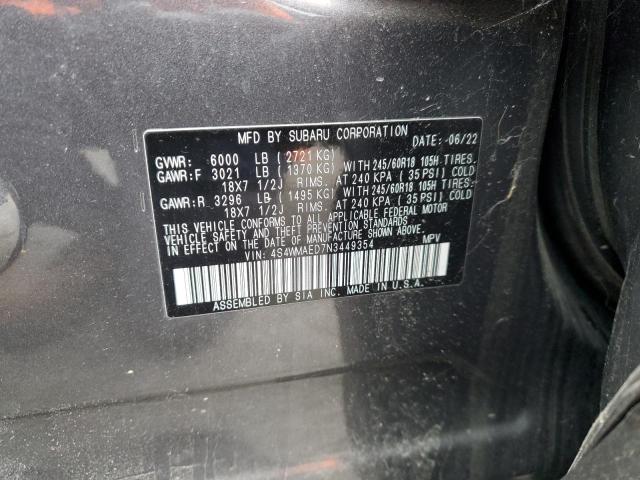 MFD BY SUBARU CORPORATION DATE: -06/22
GVWR: 6000 LB ( 2721 KG)
GAWR:F 3021 LB ( 1370 KG) WITH 245/60R18 105H TIRES.
18X7 1/2J RIMS. AT 240 KPA ( 35 PSI) COLD
GAWR:R 3296 LB ( 1495 KG) WITH 245/60R18 105H TIRES.
18X7 1/2J RIMS. AT 240 KPA ( 35 PSI) COLD
THIS VEHICLE CONFORMS TO ALL APPLICABLE FEDERAL MOTOR
VEHICLE SAFETY, BUMPER, AND THEFT PREVENTION STANDARDS
IN EFFECT ON THE DATE OF MANUFACTURE SHOWN ABOVE.
VIN: 4S4WMAED7N3449354 MPV
ASSEMBLED BY SIA INC. MADE IN U.S.A.